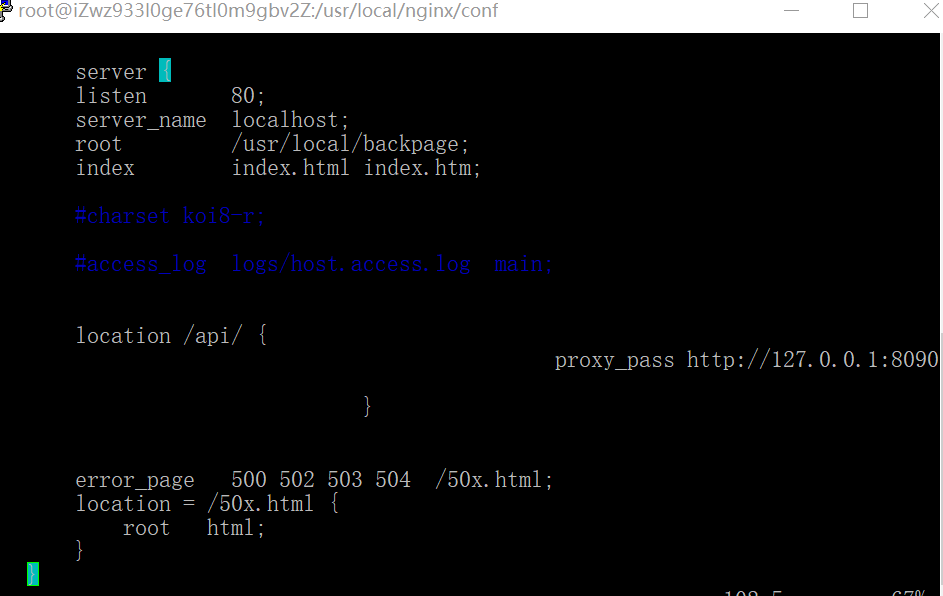 root@iZwz933l0ge76tl0m9gbv2Z:/usr/local/nginx/conf
server {
listen 80;
server_name localhost;
root /usr/local/backpage;
index index.html index.htm;
#charset koi8-r;
#access_log logs/host.access.log main;
location /api/ {
proxy_pass http://127.0.0.1:8090
}
error_page 500 502 503 504 /50x.html;
location = /50x.html {
root html;
}
}